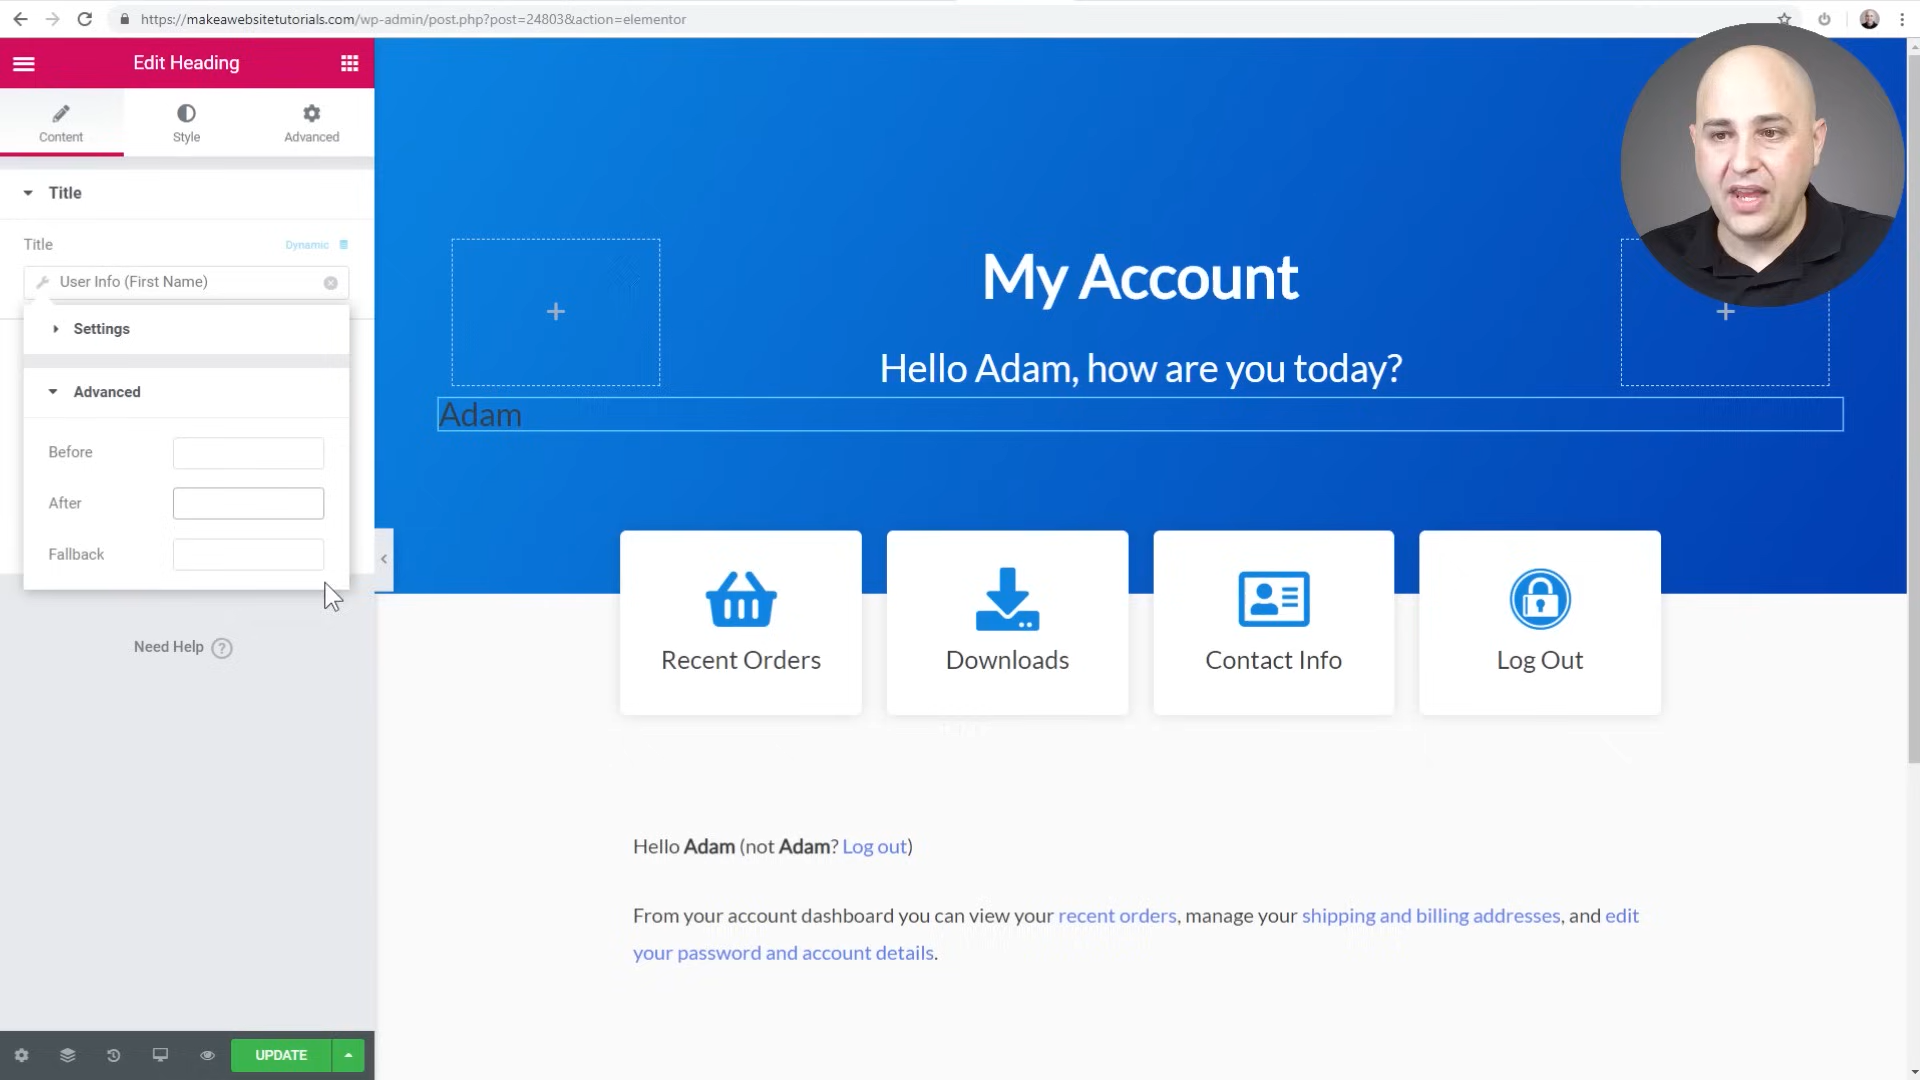 https://makeawebsitetutorials.com/wp-admin/post.php?post=24803&action=elementor
Edit Heading
Content
Style
Advanced
Title
Title
Dynamic
User Info (First Name)
Settings
Advanced
Before
After
Fallback
Need Help ?
UPDATE
My Account
Hello Adam, how are you today?
Adam
Recent Orders
Downloads
Contact Info
Log Out
Hello Adam (not Adam? Log out)
From your account dashboard you can view your recent orders, manage your shipping and billing addresses, and edit
your password and account details.